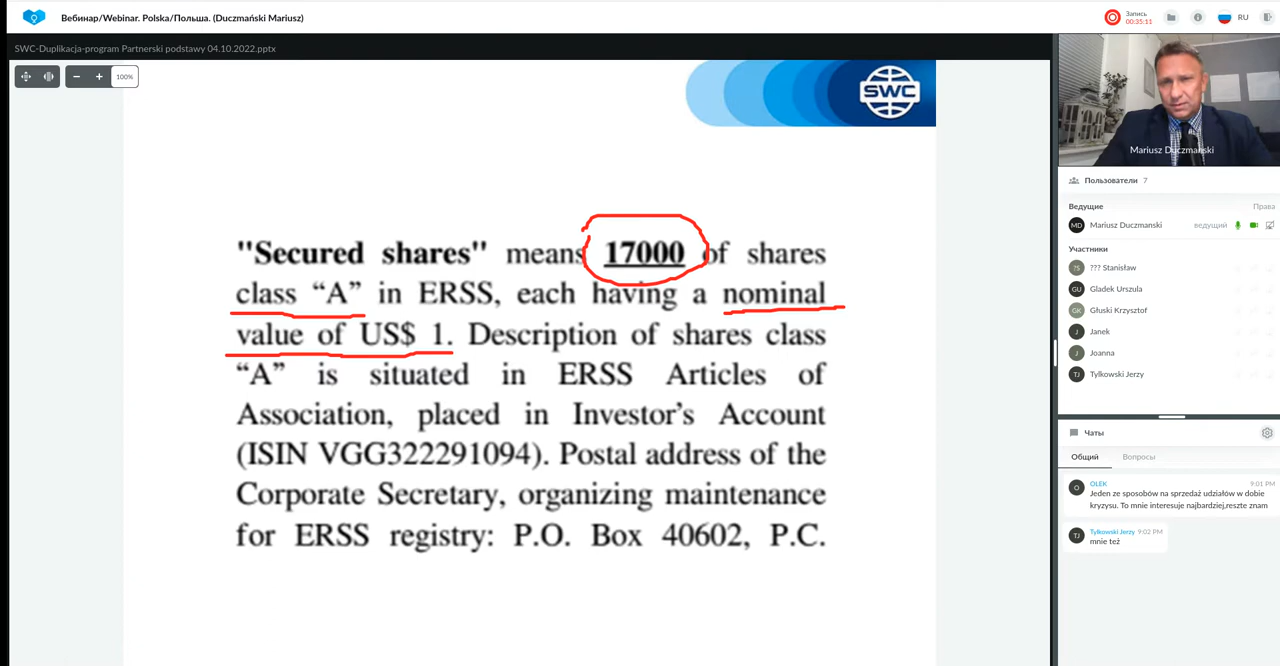 Вебинар/Webinar. Polska/Польша. (Duczmański Mariusz)
Запись
00:35:11
RU
SWC-Duplikacja-program Partnerski podstawy 04.10.2022.pptx
100%
SWC
"Secured shares" means 17000 of shares
class “A” in ERSS, each having a nominal
value of US$ 1. Description of shares class
“A” is situated in ERSS Articles of
Association, placed in Investor’s Account
(ISIN VGG322291094). Postal address of the
Corporate Secretary, organizing maintenance
for ERSS registry: P.O. Box 40602, P.C.
Mariusz Duczmański
Пользователи 7
Ведущие Права
MD Mariusz Duczmanski ведущий
Участники
?S ??? Stanisław
GU Gladek Urszula
GK Głuski Krzysztof
J Janek
J Joanna
TJ Tylkowski Jerzy
Чаты
Общий Вопросы
O OLEK 9:01 PM
Jeden ze sposobów na sprzedaż udziałów w dobie
kryzysu. To mnie interesuje najbardziej,reszte znam
TJ Tylkowski Jerzy 9:02 PM
mnie też